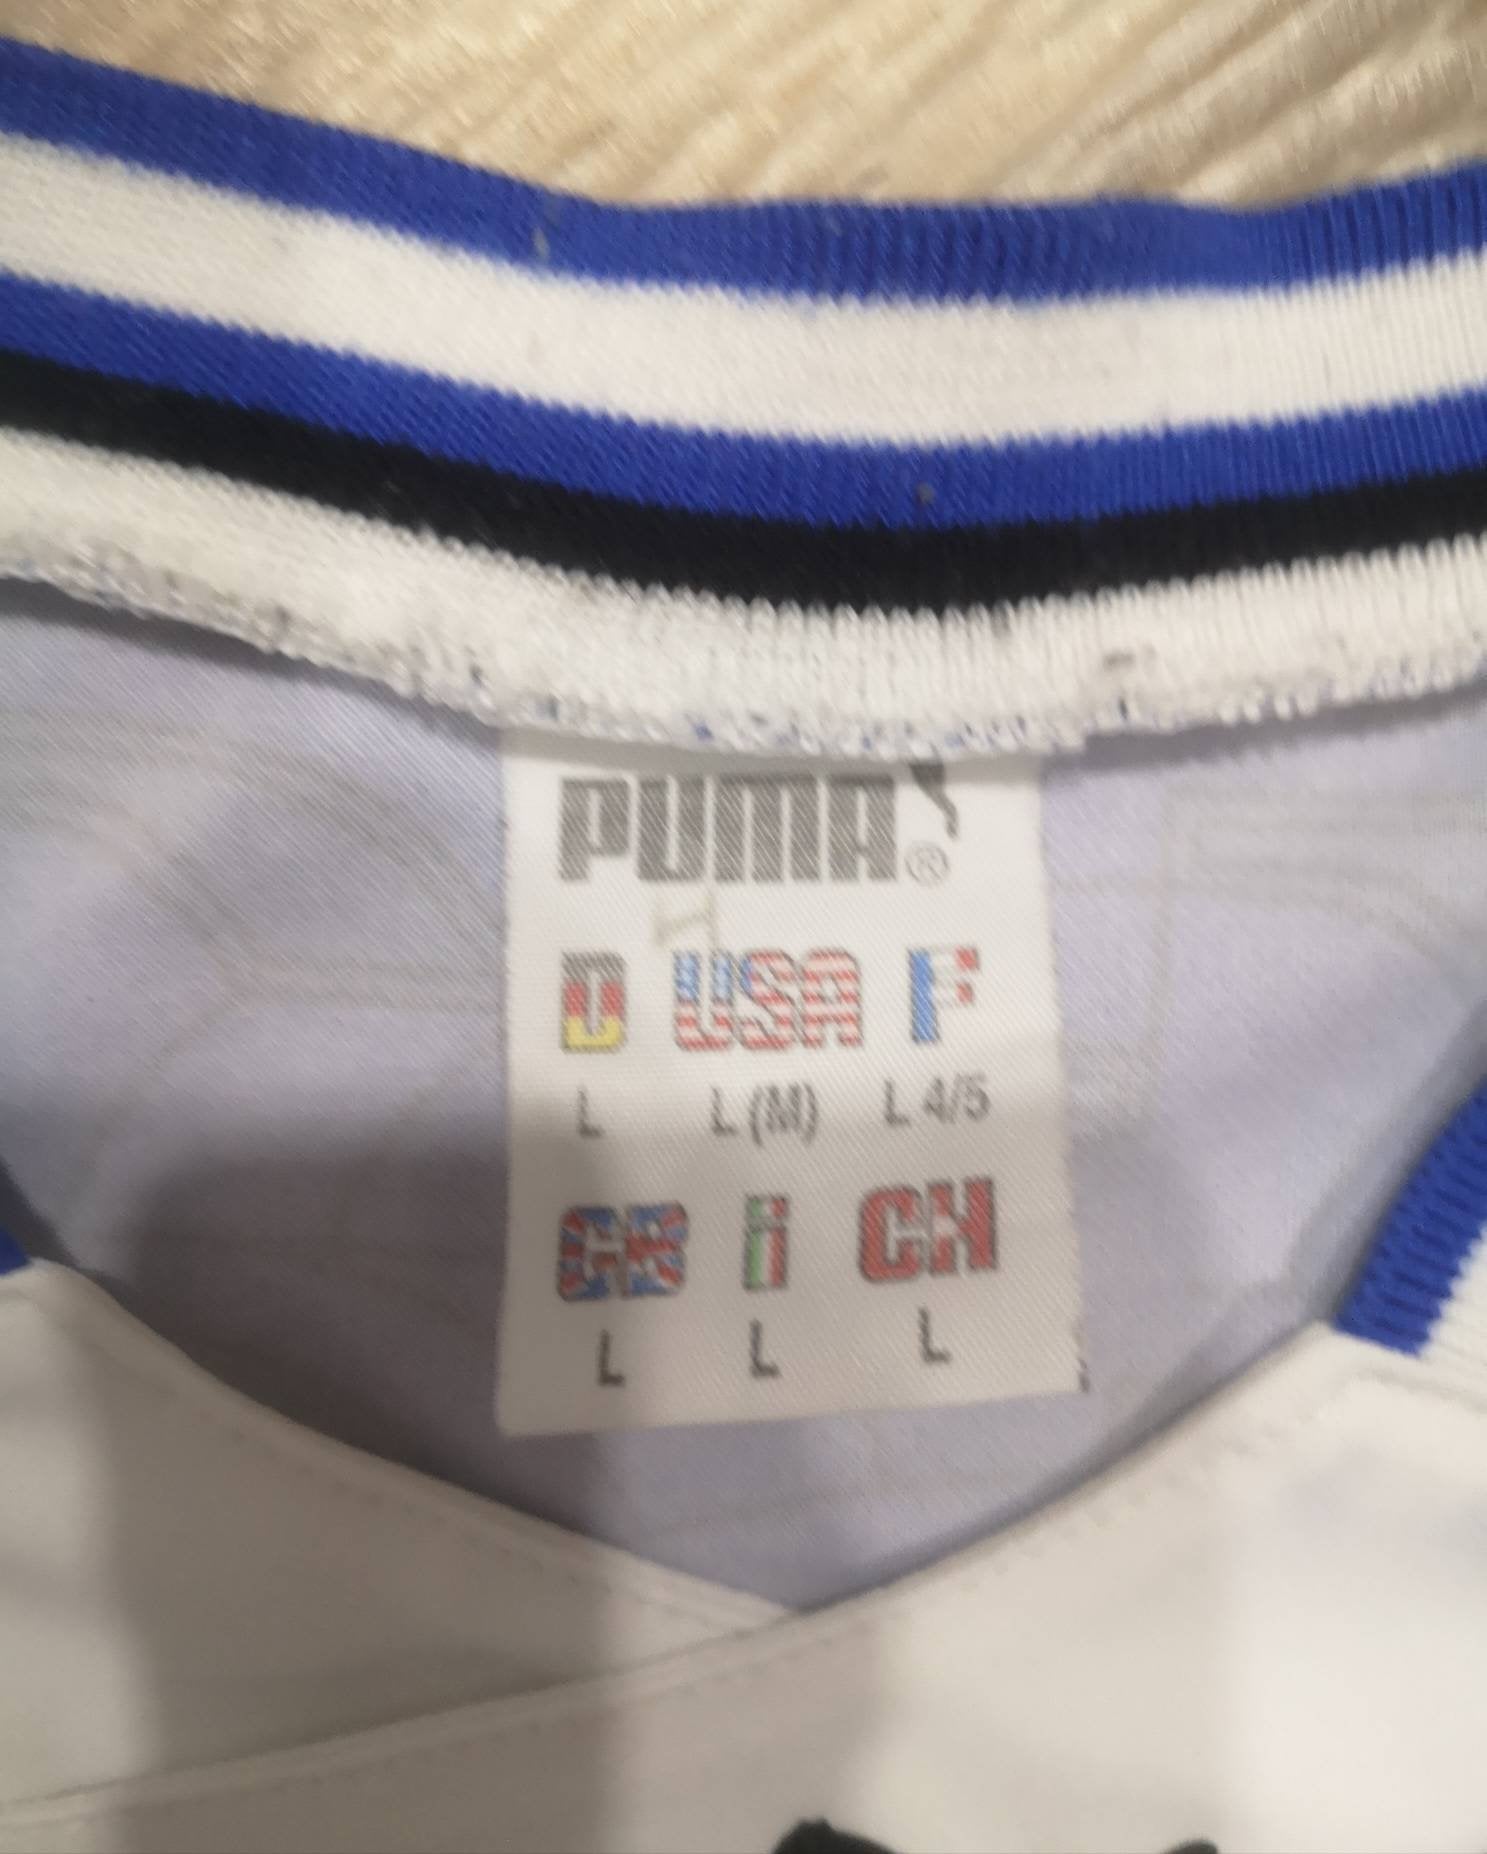 PUMA®
D USA F
L L (M) L 4/5
GB i CH
L L L